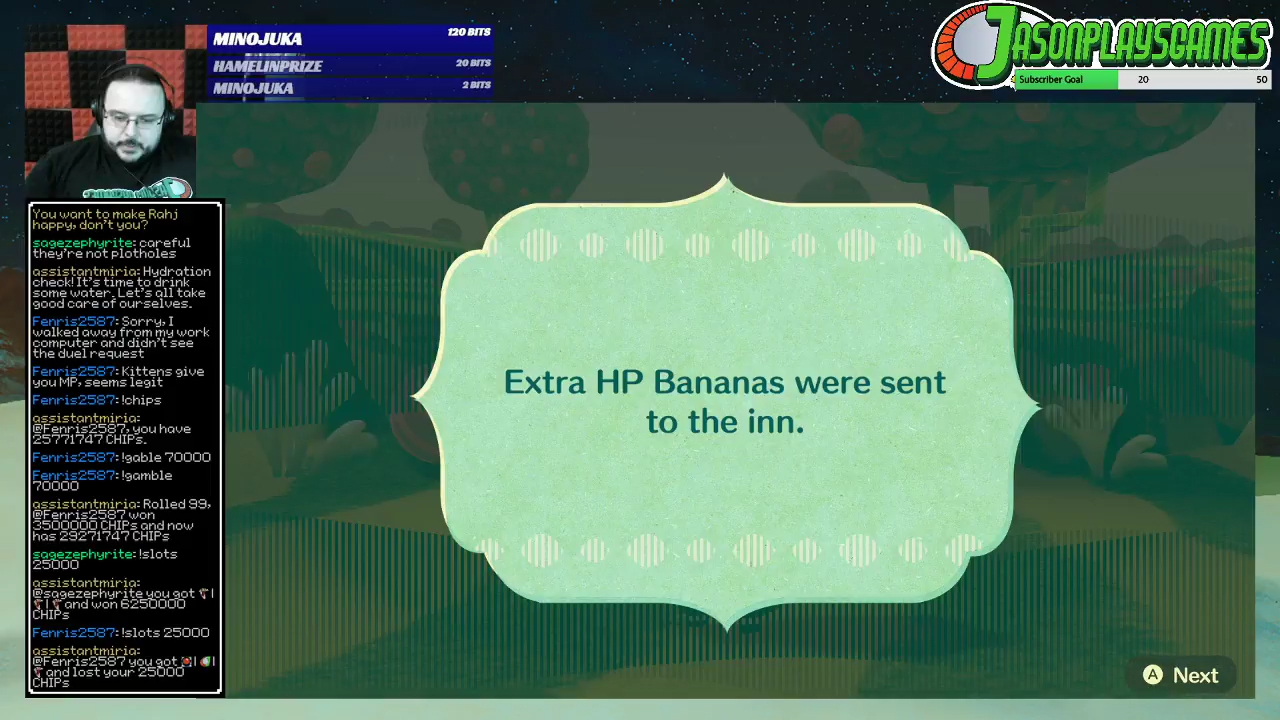 MINOJUKA 120 BITS
HAMELINPRIZE 20 BITS
MINOJUKA 2 BITS
JASONPLAYSGAMES
Subscriber Goal 20 50
You want to make Rahj
happy, don't you?
sagezephyrite: careful
they're not plotholes
assistantmiria: Hydration
check! It's time to drink
some water. Let's all take
good care of ourselves.
Fenris2587: Sorry, I
walked away from my work
computer and didn't see
the duel request
Fenris2587: Kittens give
you MP, seems legit
Fenris2587: !chips
assistantmiria:
@Fenris2587, you have
25771747 CHIPs.
Fenris2587: !gable 70000
Fenris2587: !gamble
70000
assistantmiria: Rolled 99,
@Fenris2587 won
3500000 CHIPs and now
has 29271747 CHIPs
sagezephyrite: !slots
25000
assistantmiria:
@sagezephyrite you got |
| and won 6250000
CHIPs
Fenris2587: !slots 25000
assistantmiria:
@Fenris2587 you got | |
and lost your 25000
CHIPs
Extra HP Bananas were sent
to the inn.
A Next